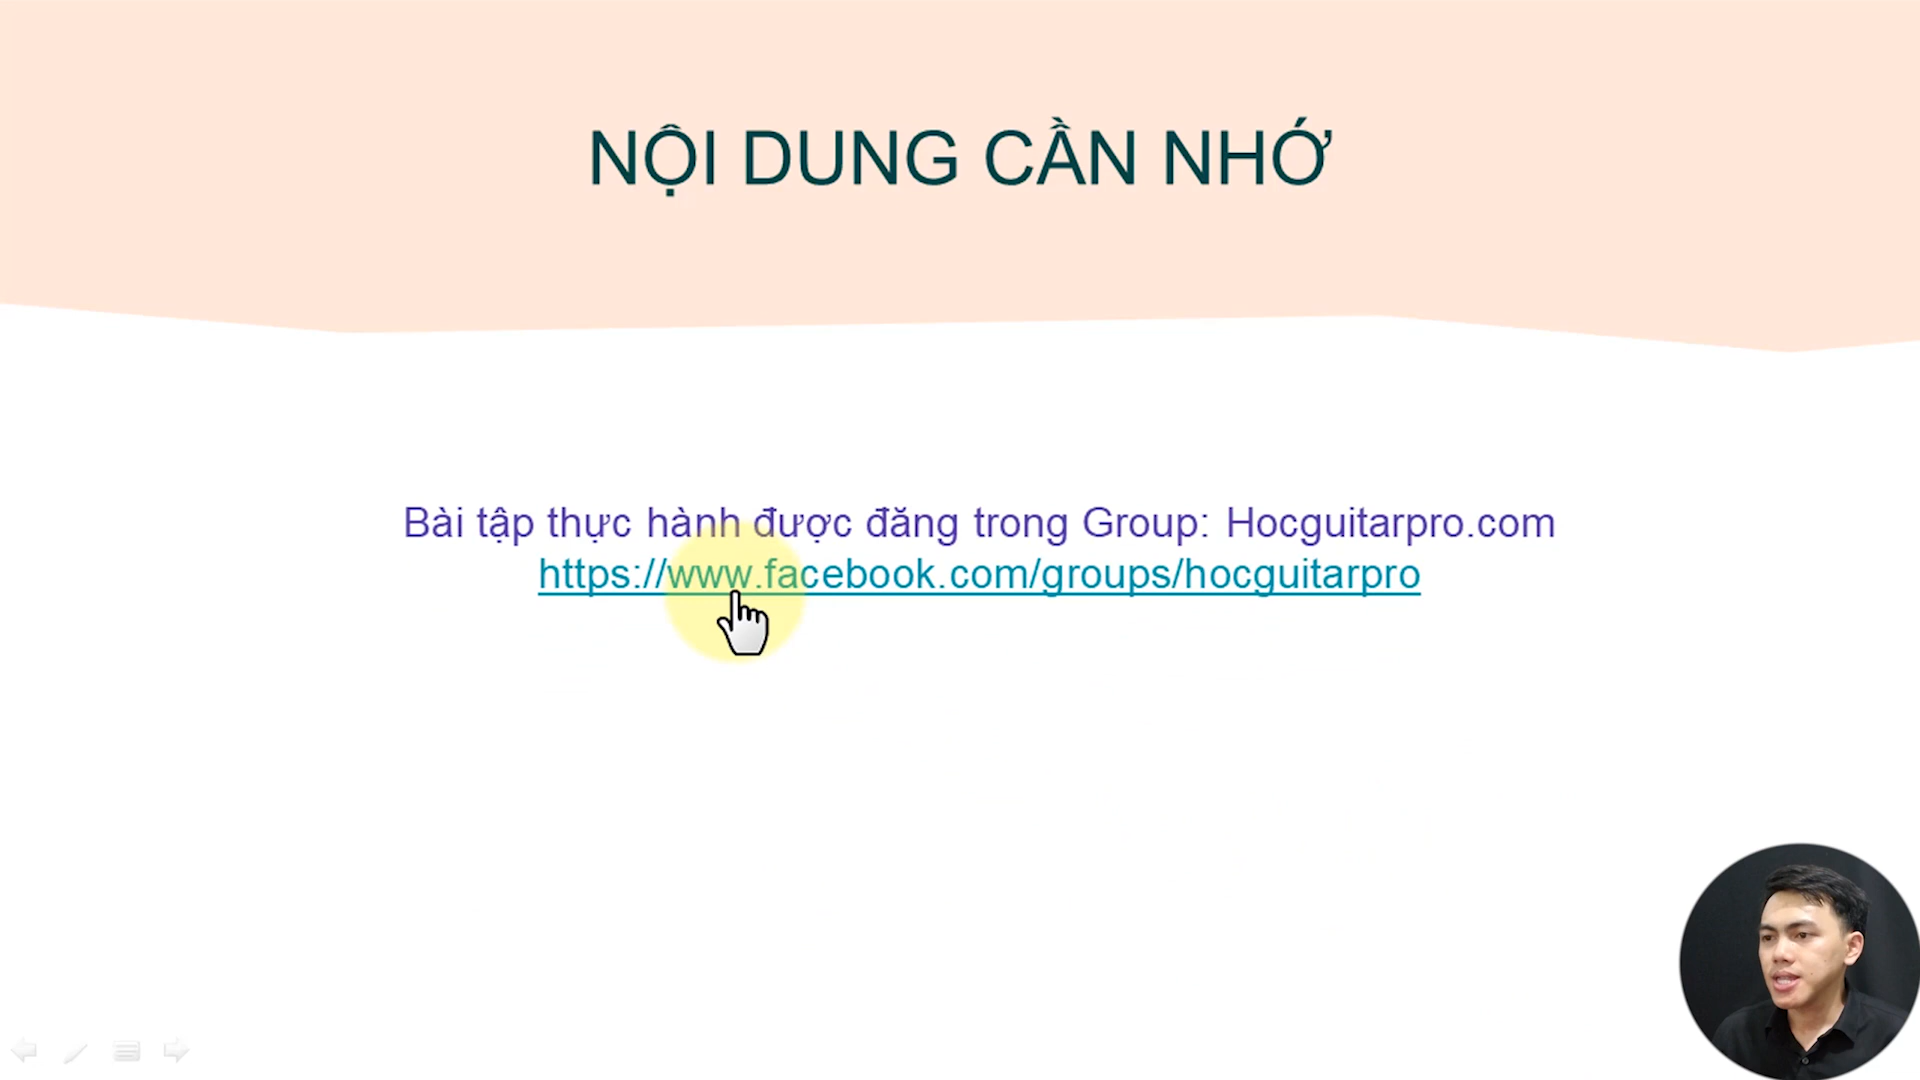 NỘI DUNG CẦN NHỚ
Bài tập thực hành được đăng trong Group: Hocguitarpro.com
https://www.facebook.com/groups/hocguitarpro